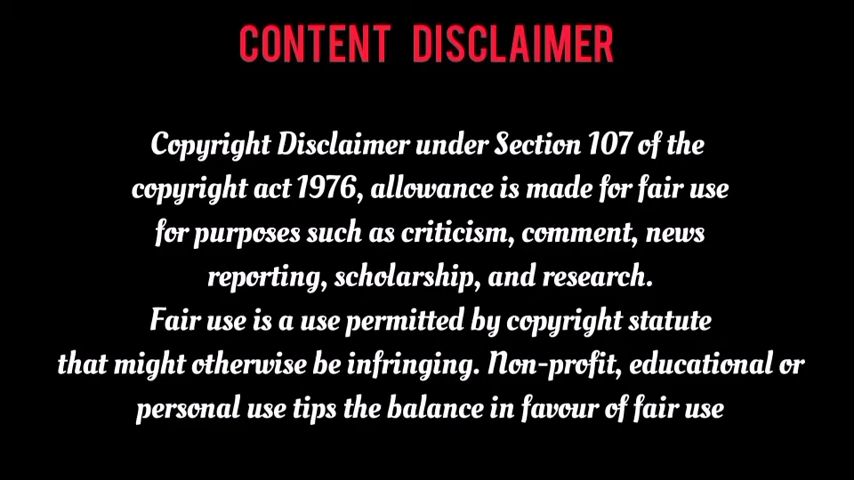 CONTENT DISCLAIMER
Copyright Disclaimer under Section 107 of the
copyright act 1976, allowance is made for fair use
for purposes such as criticism, comment, news
reporting, scholarship, and research.
Fair use is a use permitted by copyright statute
that might otherwise be infringing. Non-profit, educational or
personal use tips the balance in favour of fair use